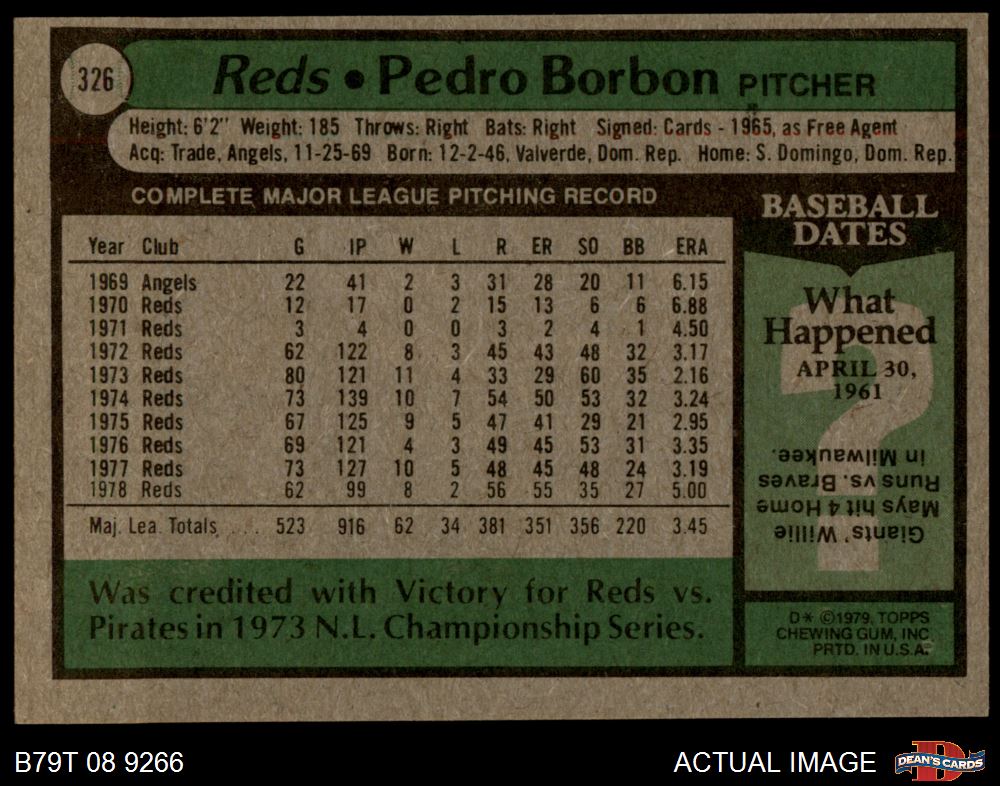 326
Reds • Pedro Borbon PITCHER
Height: 6'2" Weight: 185 Throws: Right Bats: Right Signed: Cards - 1965, as Free Agent
Acq: Trade, Angels, 11-25-69 Born: 12-2-46, Valverde, Dom. Rep. Home: S. Domingo, Dom. Rep.
COMPLETE MAJOR LEAGUE PITCHING RECORD
Year Club G IP W L R ER SO BB ERA
1969 Angels 22 41 2 3 31 28 20 11 6.15
1970 Reds 12 17 0 2 15 13 6 6 6.88
1971 Reds 3 4 0 0 3 2 4 1 4.50
1972 Reds 62 122 8 3 45 43 48 32 3.17
1973 Reds 80 121 11 4 33 29 60 35 2.16
1974 Reds 73 139 10 7 54 50 53 32 3.24
1975 Reds 67 125 9 5 47 41 29 21 2.95
1976 Reds 69 121 4 3 49 45 53 31 3.35
1977 Reds 73 127 10 5 48 45 48 24 3.19
1978 Reds 62 99 8 2 56 55 35 27 5.00
Maj. Lea. Totals . . . 523 916 62 34 381 351 356 220 3.45
Was credited with Victory for Reds vs.
Pirates in 1973 N.L. Championship Series.
BASEBALL
DATES
What
Happened
APRIL 30,
1961
?
Giants' Willie
Mays hit 4 Home
Runs vs. Braves
in Milwaukee.
D* ©1979, TOPPS
CHEWING GUM, INC.
PRTD. IN U.S.A.
B79T 08 9266
ACTUAL IMAGE
DEAN'S CARDS